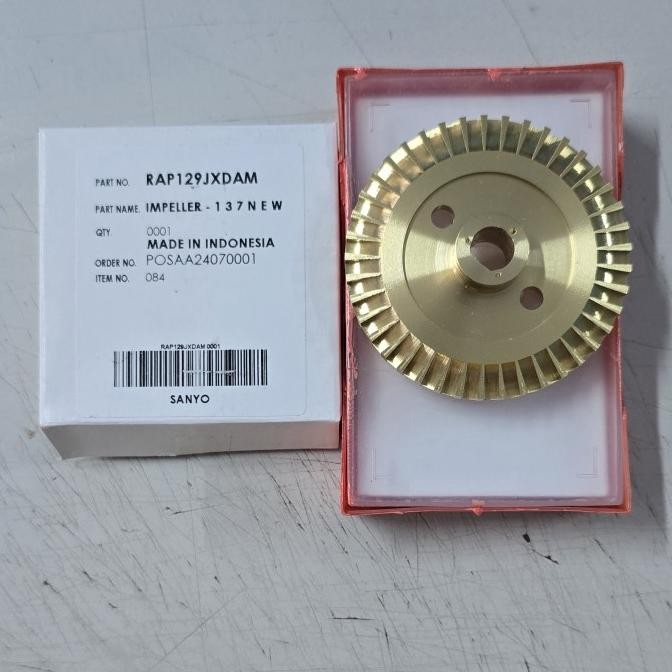 PART NO. RAP129JXDAM
PART NAME. IMPELLER - 1 3 7 N E W
QTY. 0001
MADE IN INDONESIA
ORDER NO. POSAA24070001
ITEM NO. 084
RAP129JXDAM 0001
SANYO